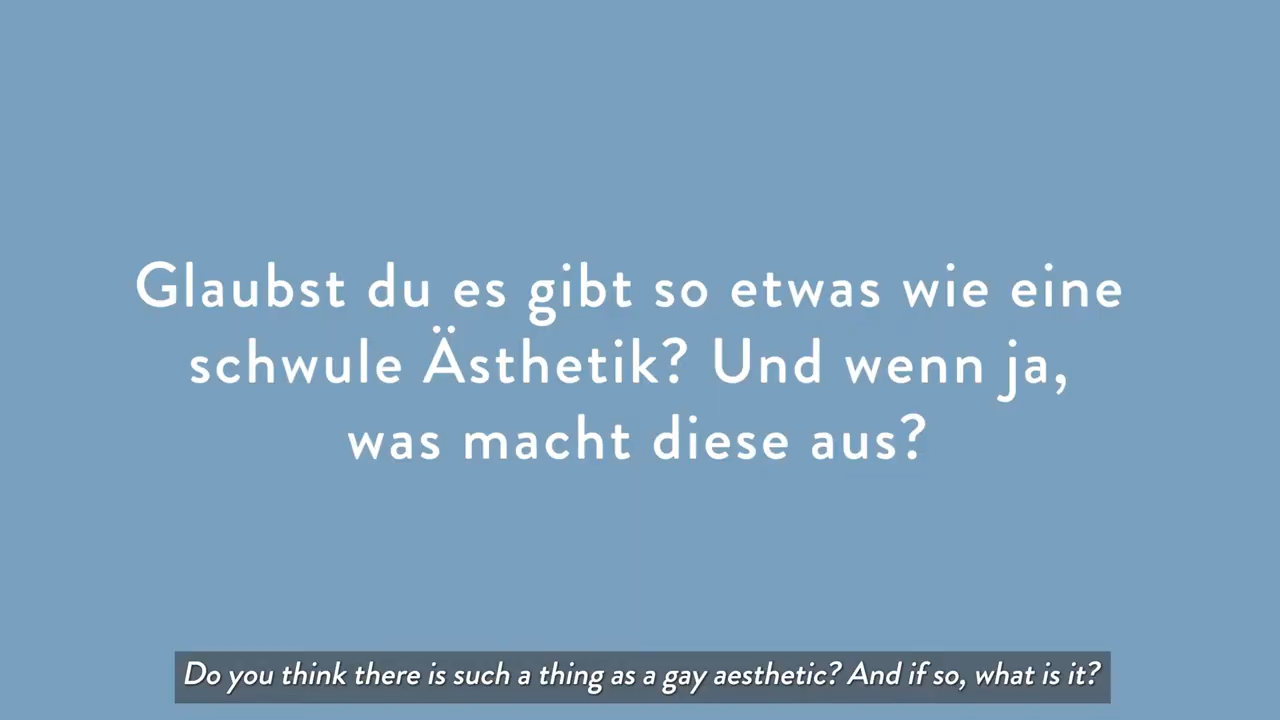 Glaubst du es gibt so etwas wie eine
schwule Ästhetik? Und wenn ja,
was macht diese aus?
Do you think there is such a thing as a gay aesthetic? And if so, what is it?